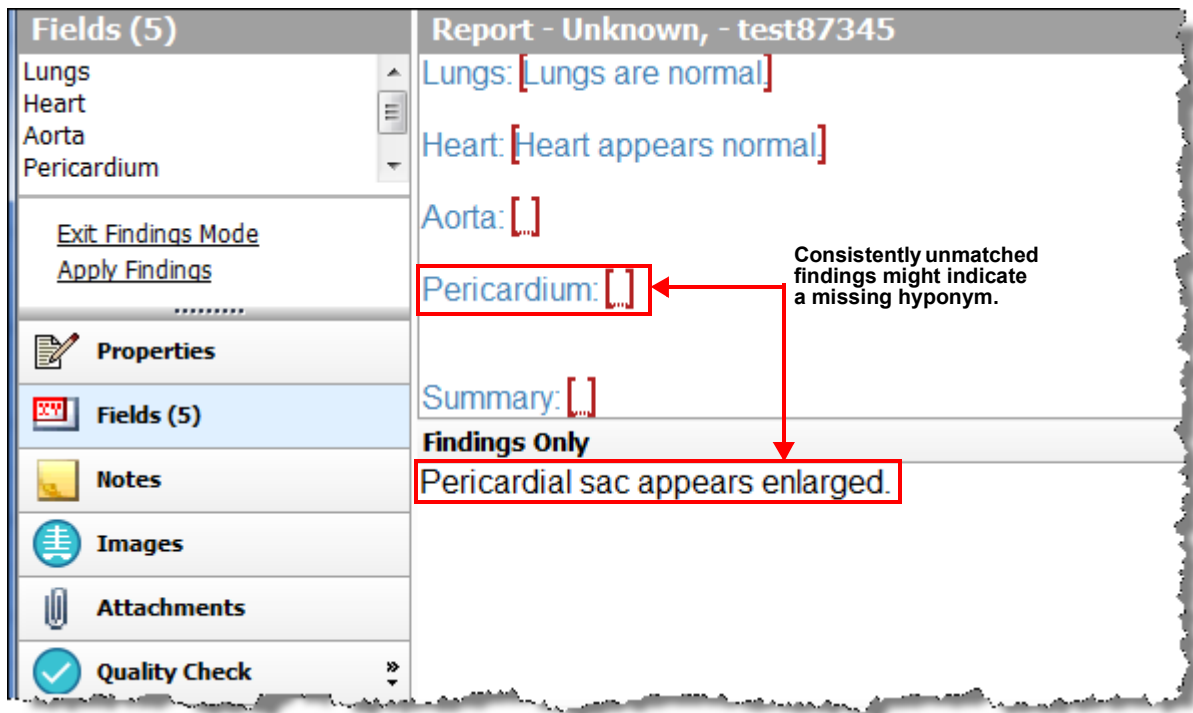 Fields (5)
Lungs
Heart
Aorta
Pericardium
Exit Findings Mode
Apply Findings
Properties
Fields (5)
Notes
Images
Attachments
Quality Check
Report - Unknown, - test87345
Lungs: [Lungs are normal.]
Heart: [Heart appears normal.]
Aorta: [...]
Pericardium: [...]
Consistently unmatched
findings might indicate
a missing hyponym.
Summary: [...]
Findings Only
Pericardial sac appears enlarged.